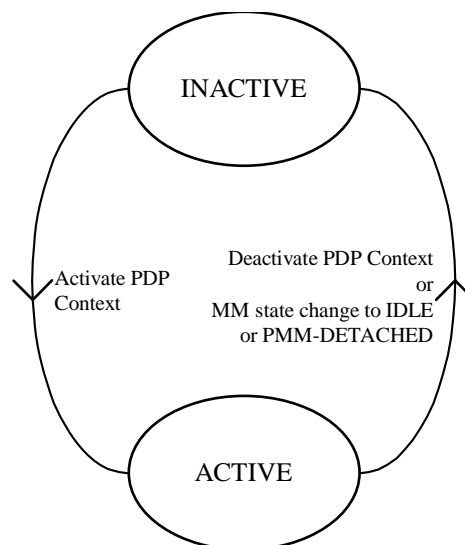 INACTIVE
Activate PDP
Context
Deactivate PDP Context
or
MM state change to IDLE
or PMM-DETACHED
ACTIVE